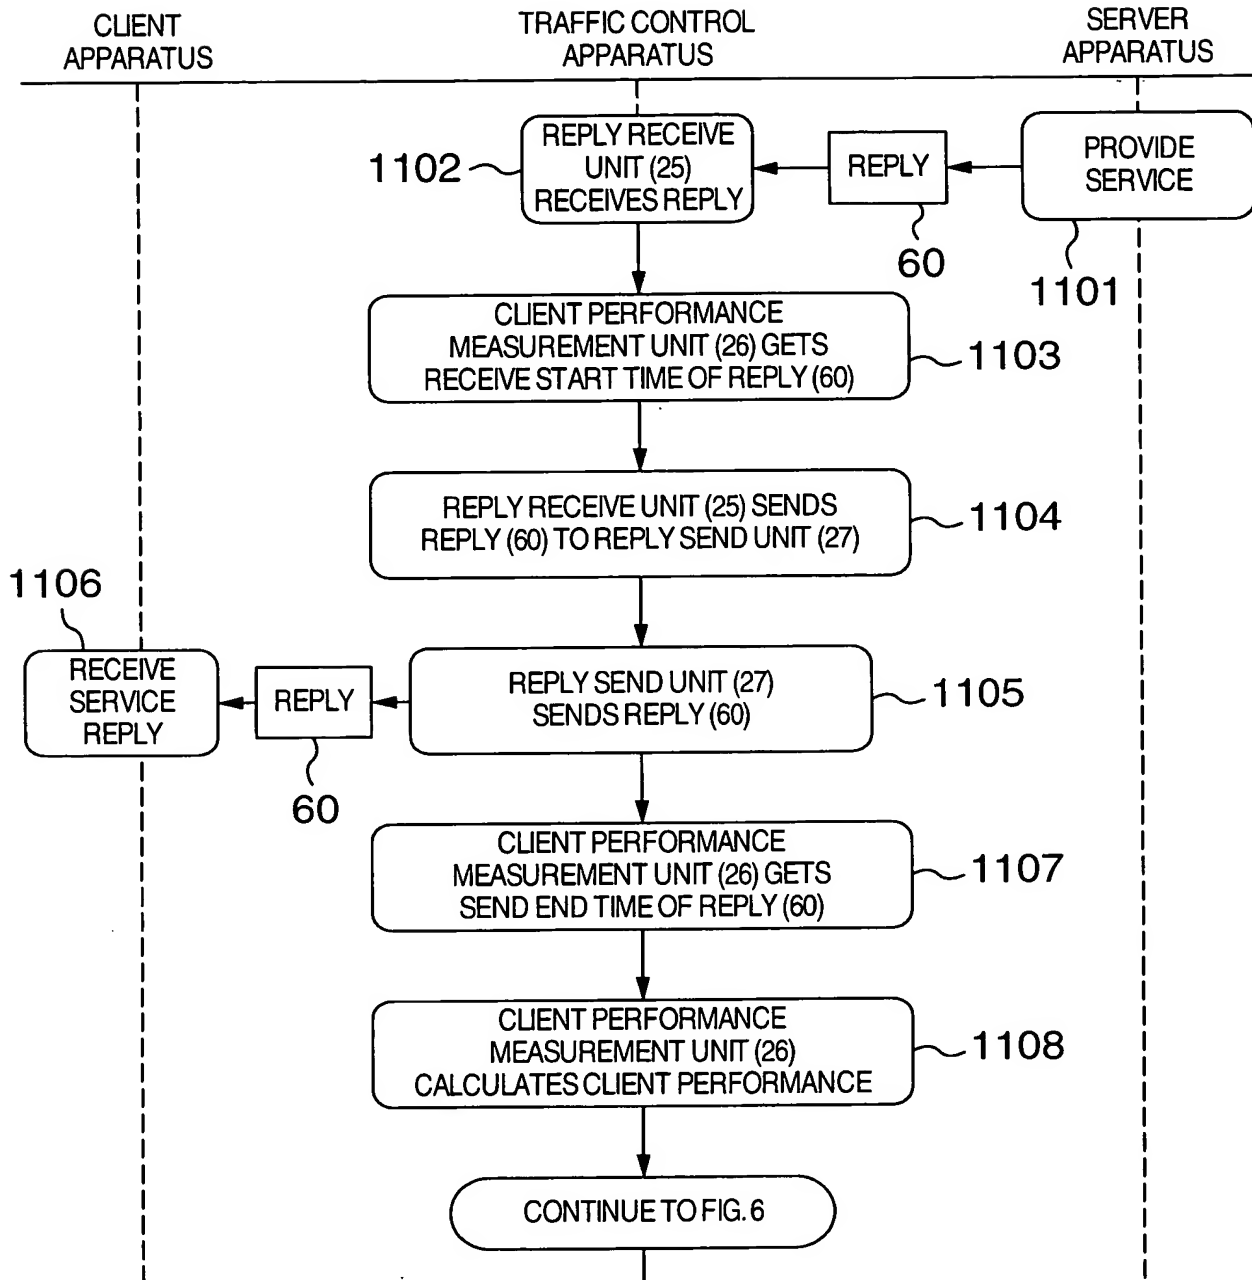 CLIENT
APPARATUS
TRAFFIC CONTROL
APPARATUS
SERVER
APPARATUS
1102
REPLY RECEIVE
UNIT (25)
RECEIVES REPLY
REPLY
60
PROVIDE
SERVICE
1101
CLIENT PERFORMANCE
MEASUREMENT UNIT (26) GETS
RECEIVE START TIME OF REPLY (60)
1103
REPLY RECEIVE UNIT (25) SENDS
REPLY (60) TO REPLY SEND UNIT (27)
1104
1106
RECEIVE
SERVICE
REPLY
REPLY
60
REPLY SEND UNIT (27)
SENDS REPLY (60)
1105
CLIENT PERFORMANCE
MEASUREMENT UNIT (26) GETS
SEND END TIME OF REPLY (60)
1107
CLIENT PERFORMANCE
MEASUREMENT UNIT (26)
CALCULATES CLIENT PERFORMANCE
1108
CONTINUE TO FIG. 6